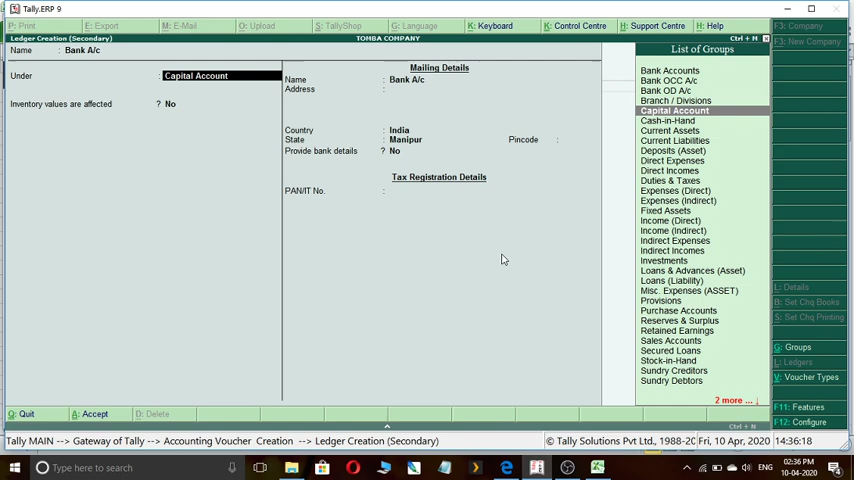 Tally.ERP 9
P: Print E: Export M: E-Mail O: Upload S: TallyShop G: Language K: Keyboard K: Control Centre H: Support Centre H: Help F3: Company
Ledger Creation (Secondary) TOMBA COMPANY Ctrl + N
F3: New Company
Name : Bank A/c
List of Groups
Under : Capital Account
Inventory values are affected ? No
Mailing Details
Name : Bank A/c
Address :
Country : India
State : Manipur Pincode :
Provide bank details ? No
Tax Registration Details
PAN/IT No. :
Bank Accounts
Bank OCC A/c
Bank OD A/c
Branch / Divisions
Capital Account
Cash-in-Hand
Current Assets
Current Liabilities
Deposits (Asset)
Direct Expenses
Direct Incomes
Duties & Taxes
Expenses (Direct)
Expenses (Indirect)
Fixed Assets
Income (Direct)
Income (Indirect)
Indirect Expenses
Indirect Incomes
Investments
Loans & Advances (Asset)
Loans (Liability)
Misc. Expenses (ASSET)
Provisions
Purchase Accounts
Reserves & Surplus
Retained Earnings
Sales Accounts
Secured Loans
Stock-in-Hand
Sundry Creditors
Sundry Debtors
2 more ... ↓
L: Details
B: Set Chq Books
S: Set Chq Printing
G: Groups
L: Ledgers
V: Voucher Types
F11: Features
F12: Configure
Q: Quit A: Accept D: Delete
Ctrl + N
Tally MAIN --> Gateway of Tally --> Accounting Voucher Creation --> Ledger Creation (Secondary) © Tally Solutions Pvt Ltd., 1988-20 Fri, 10 Apr, 2020 14:36:18
Type here to search
ENG
02:36 PM
10-04-2020
4